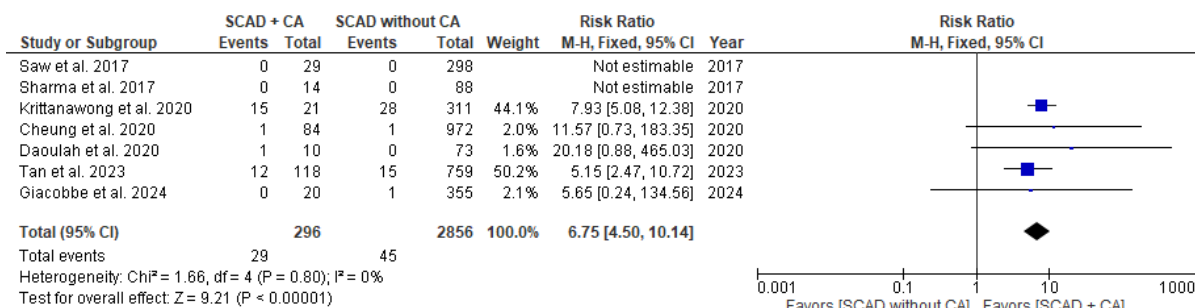 SCAD + CA SCAD without CA Risk Ratio Risk Ratio
Study or Subgroup Events Total Events Total Weight M-H, Fixed, 95% CI Year M-H, Fixed, 95% CI
Saw et al. 2017 0 29 0 298 Not estimable 2017
Sharma et al. 2017 0 14 0 88 Not estimable 2017
Krittanawong et al. 2020 15 21 28 311 44.1% 7.93 [5.08, 12.38] 2020
Cheung et al. 2020 1 84 1 972 2.0% 11.57 [0.73, 183.35] 2020
Daoulah et al. 2020 1 10 0 73 1.6% 20.18 [0.88, 465.03] 2020
Tan et al. 2023 12 118 15 759 50.2% 5.15 [2.47, 10.72] 2023
Giacobbe et al. 2024 0 20 1 355 2.1% 5.65 [0.24, 134.56] 2024
Total (95% CI) 296 2856 100.0% 6.75 [4.50, 10.14]
Total events 29 45
Heterogeneity: Chi² = 1.66, df = 4 (P = 0.80); I² = 0%
Test for overall effect: Z = 9.21 (P < 0.00001)
0.001 0.1 1 10 1000
Favors [SCAD without CA] Favors [SCAD + CA]